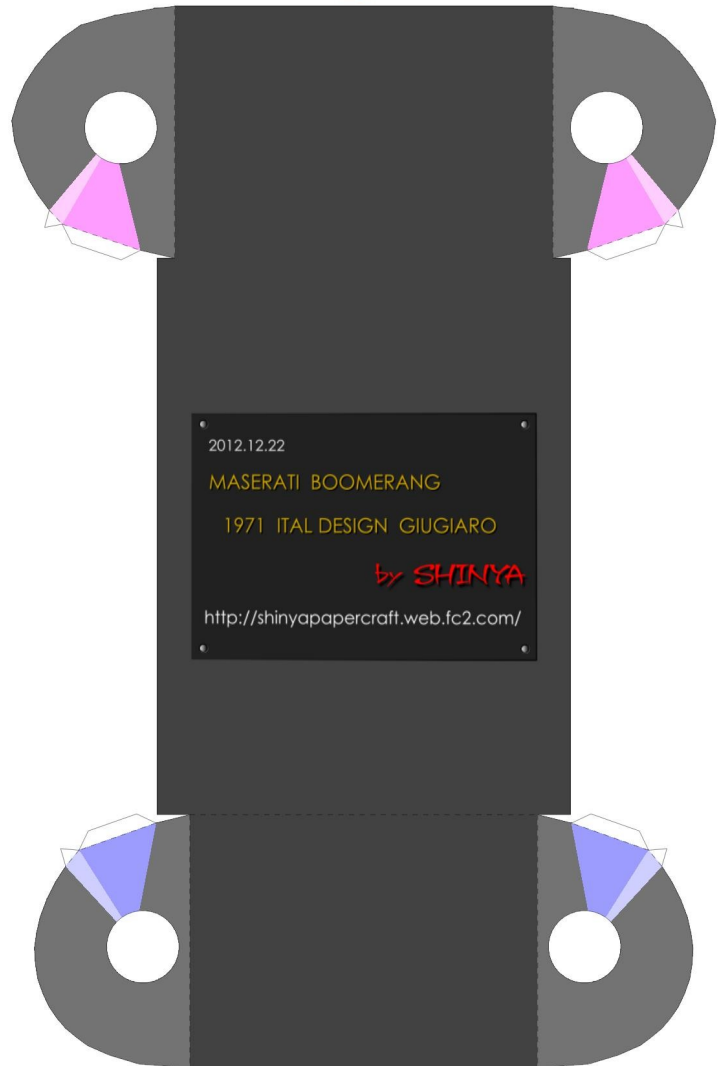 2012.12.22
MASERATI BOOMERANG
1971 ITAL DESIGN GIUGIARO
by SHINYA
http://shinyapapercraft.web.fc2.com/